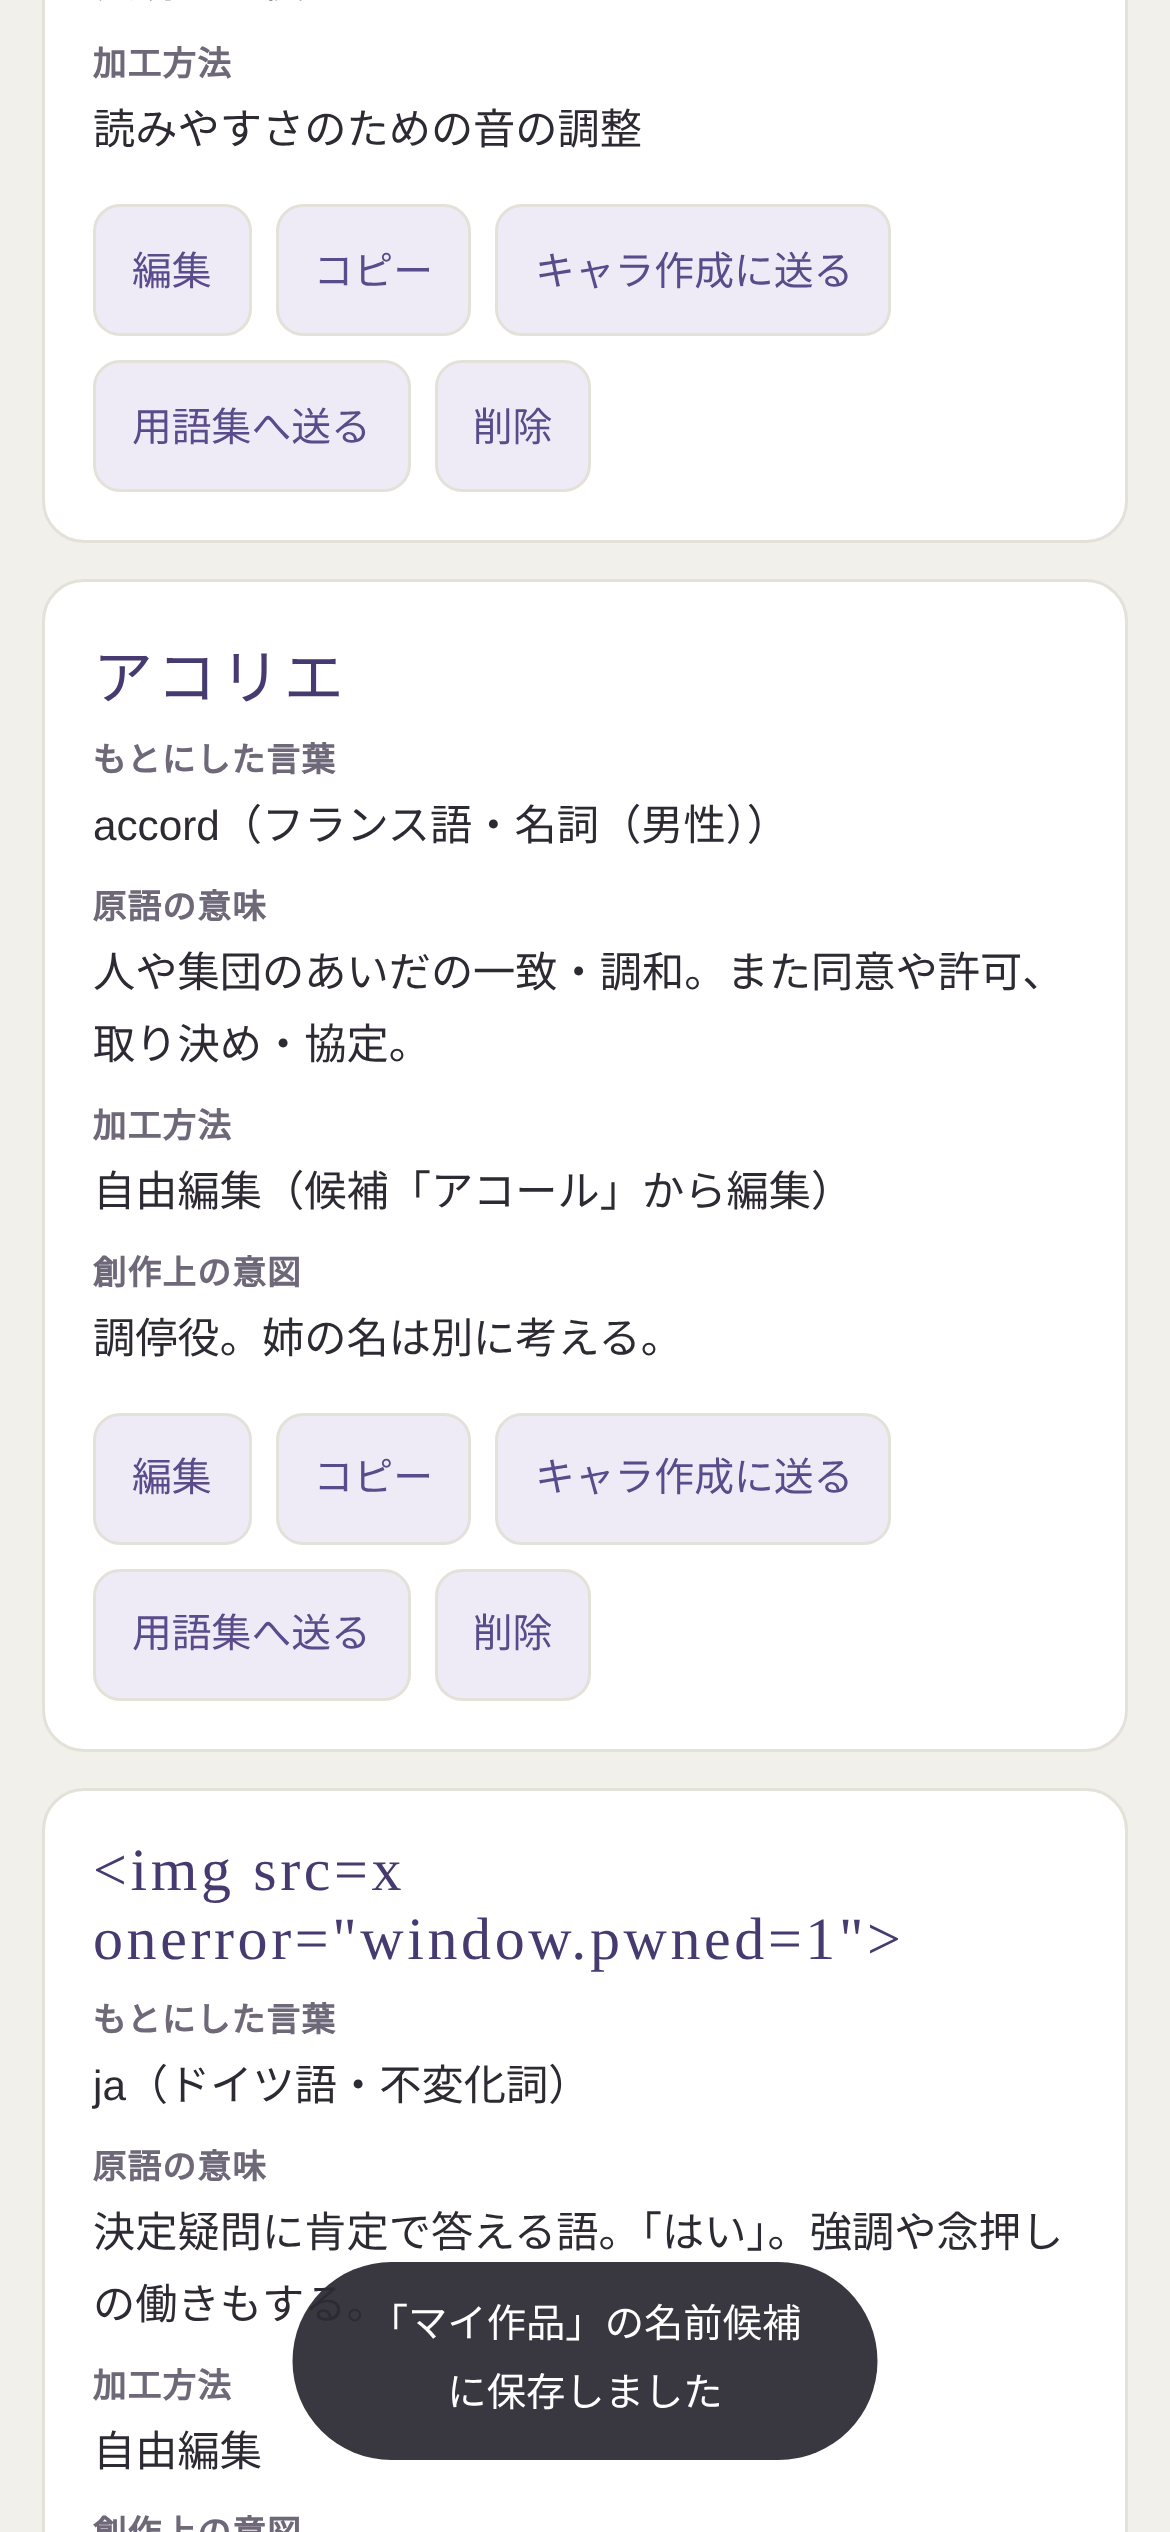 加工方法
読みやすさのための音の調整
編集 コピー キャラ作成に送る
用語集へ送る 削除
アコリエ
もとにした言葉
accord（フランス語・名詞（男性））
原語の意味
人や集団のあいだの一致・調和。また同意や許可、
取り決め・協定。
加工方法
自由編集（候補「アコール」から編集）
創作上の意図
調停役。姉の名は別に考える。
編集 コピー キャラ作成に送る
用語集へ送る 削除
<img src=x
onerror="window.pwned=1">
もとにした言葉
ja（ドイツ語・不変化詞）
原語の意味
決定疑問に肯定で答える語。「はい」。強調や念押し
の働きもする。
「マイ作品」の名前候補
に保存しました
加工方法
自由編集
創作上の意図